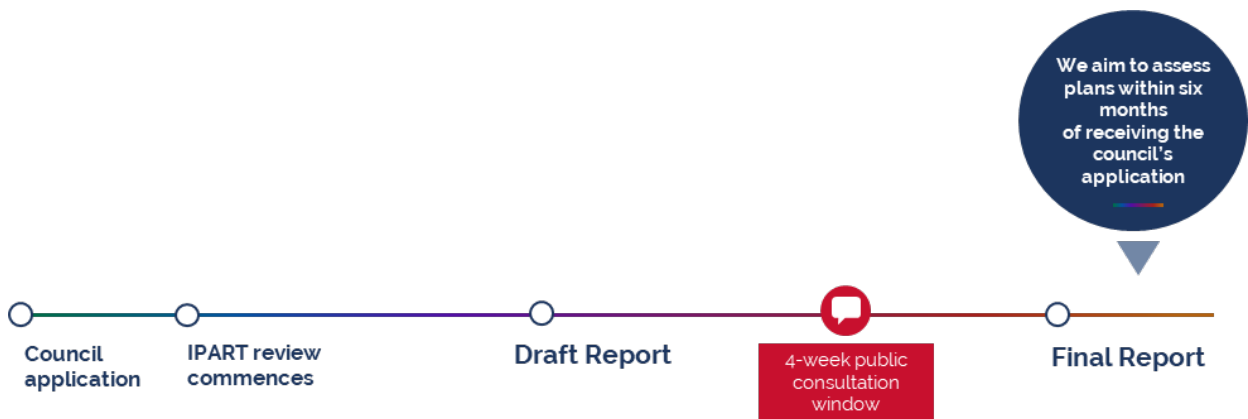 We aim to assess
plans within six
months
of receiving the
council's
application
Council
application
IPART review
commences
Draft Report
4-week public
consultation
window
Final Report